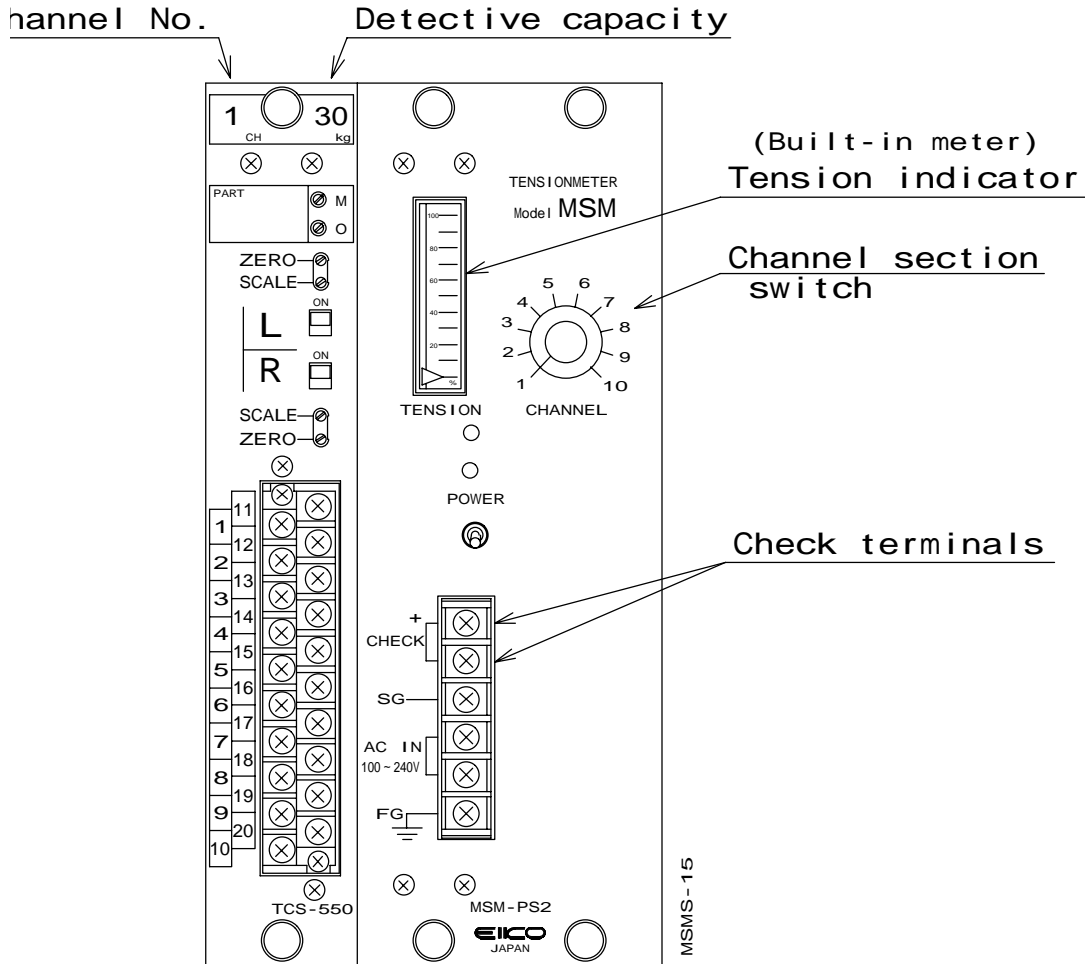 hannel No.
Detective capacity
1 CH
30 kg
PART
M
O
ZERO
SCALE
ON
L
ON
R
SCALE
ZERO
11
1
12
2
13
3
14
4
15
5
16
6
17
7
18
8
19
9
20
10
TCS-550
TENSIONMETER
Model MSM
100
80
60
40
20
%
TENSION
1
2
3
4
5
6
7
8
9
10
CHANNEL
POWER
+
CHECK
SG
AC IN
100~240V
FG
MSM-PS2
EIICO
JAPAN
(Built-in meter)
Tension indicator
Channel section
switch
Check terminals
MSMS-15